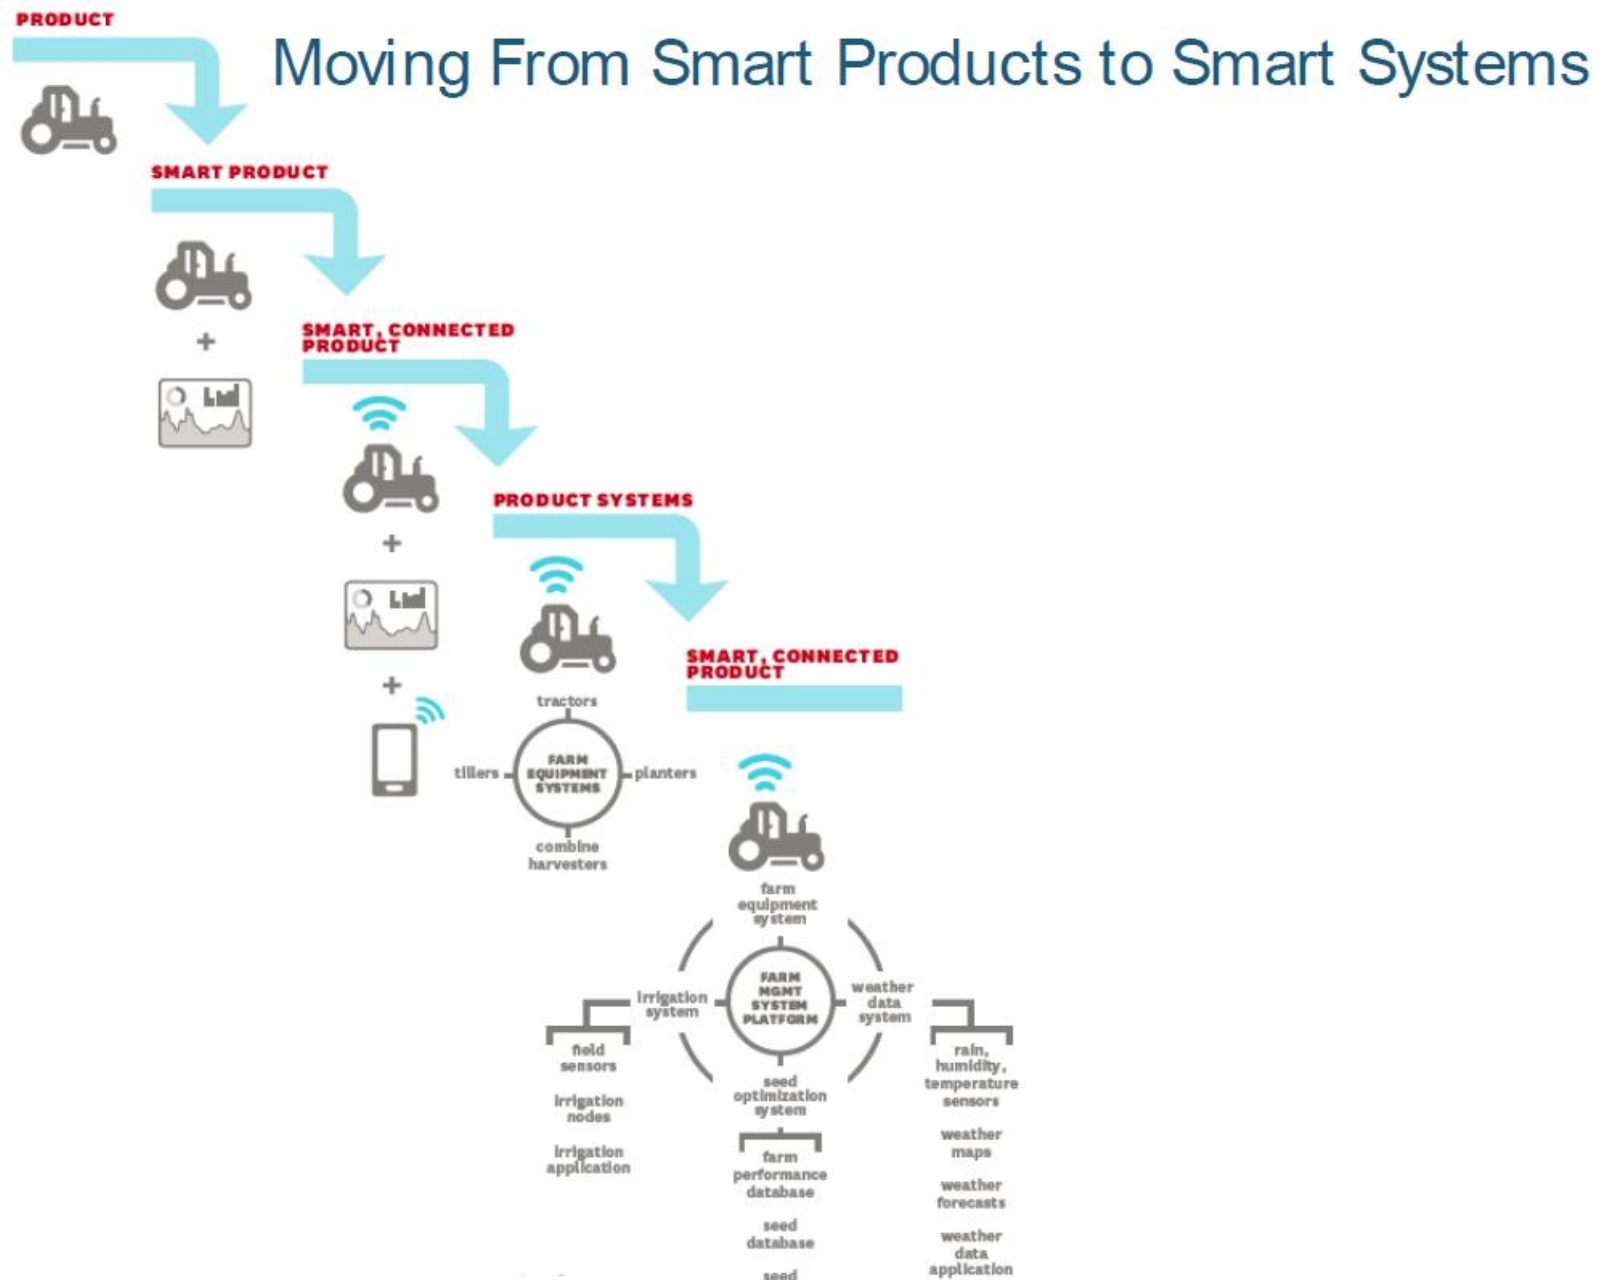 PRODUCT
Moving From Smart Products to Smart Systems
SMART PRODUCT
+
SMART, CONNECTED
PRODUCT
+
+
PRODUCT SYSTEMS
tractors
tillers
FARM
EQUIPMENT
SYSTEMS
planters
combine
harvesters
SMART, CONNECTED
PRODUCT
farm
equipment
system
irrigation
system
FARM
MGMT
SYSTEM
PLATFORM
weather
data
system
field
sensors
irrigation
nodes
irrigation
application
seed
optimization
system
farm
performance
database
seed
database
seed
rain,
humidity,
temperature
sensors
weather
maps
weather
forecasts
weather
data
application